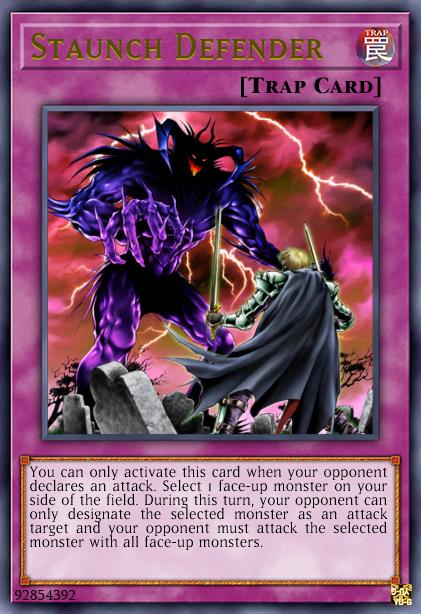 Staunch Defender
TRAP
罠
[Trap Card]
You can only activate this card when your opponent
declares an attack. Select 1 face-up monster on your
side of the field. During this turn, your opponent can
only designate the selected monster as an attack
target and your opponent must attack the selected
monster with all face-up monsters.
92854392